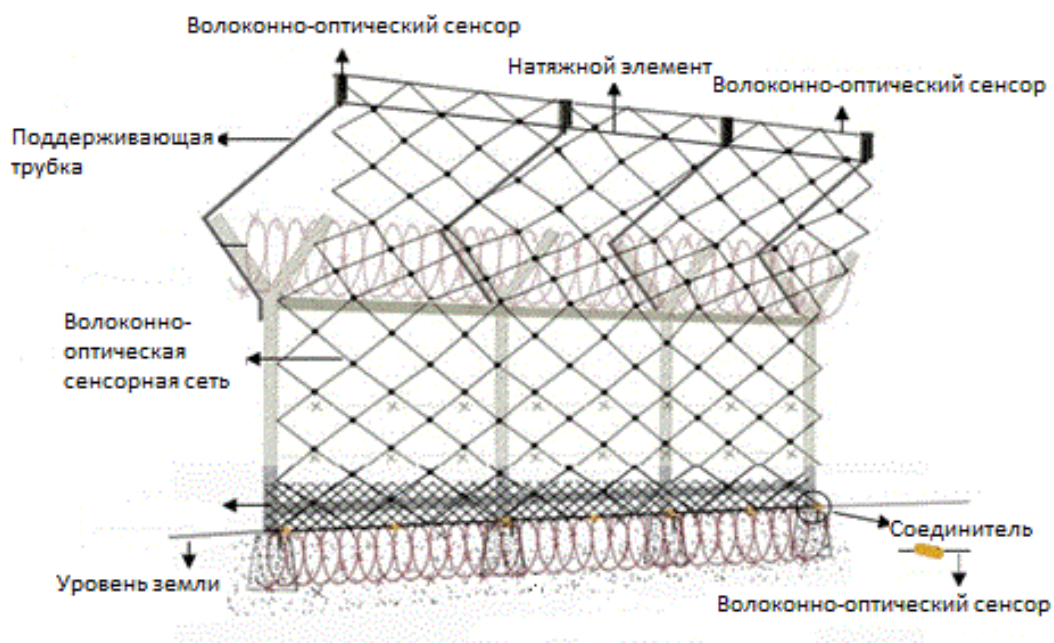 Волоконно-оптический сенсор
Натяжной элемент
Волоконно-оптический сенсор
Поддерживающая
трубка
Волоконно-
оптическая
сенсорная сеть
Соединитель
Уровень земли
Волоконно-оптический сенсор